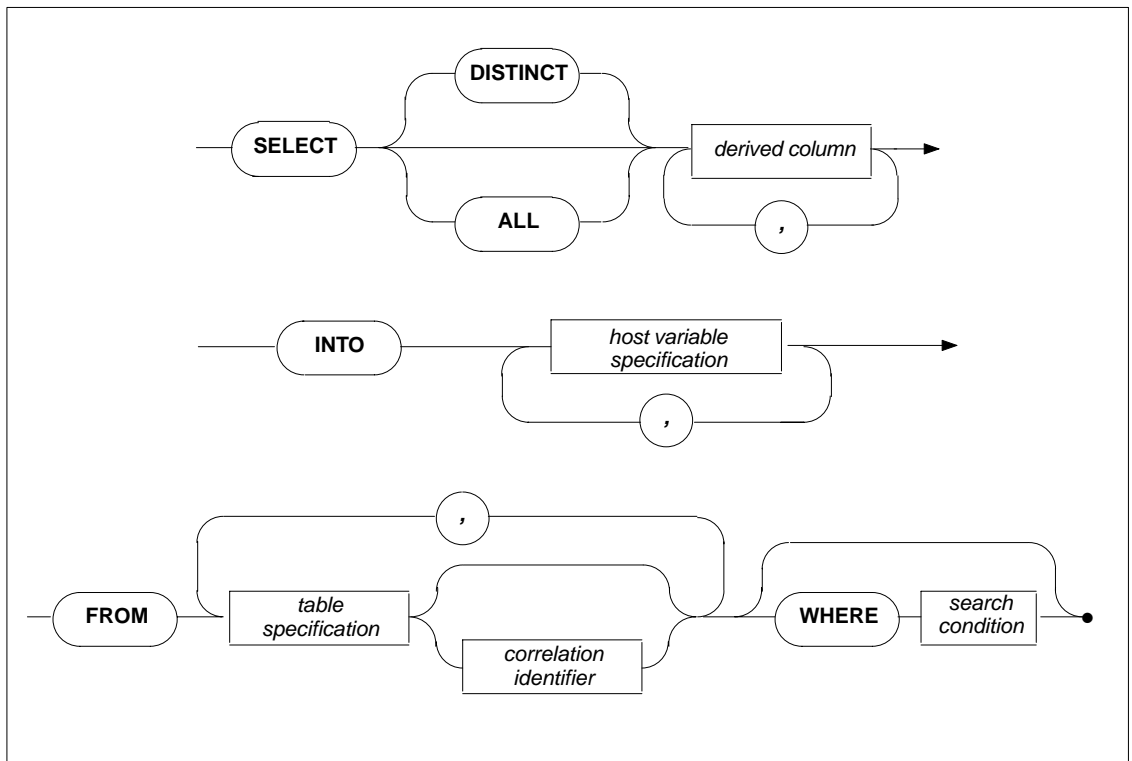 DISTINCT
SELECT
derived column
ALL
,
INTO
host variable
specification
,
,
FROM
table
specification
WHERE
search
condition
correlation
identifier